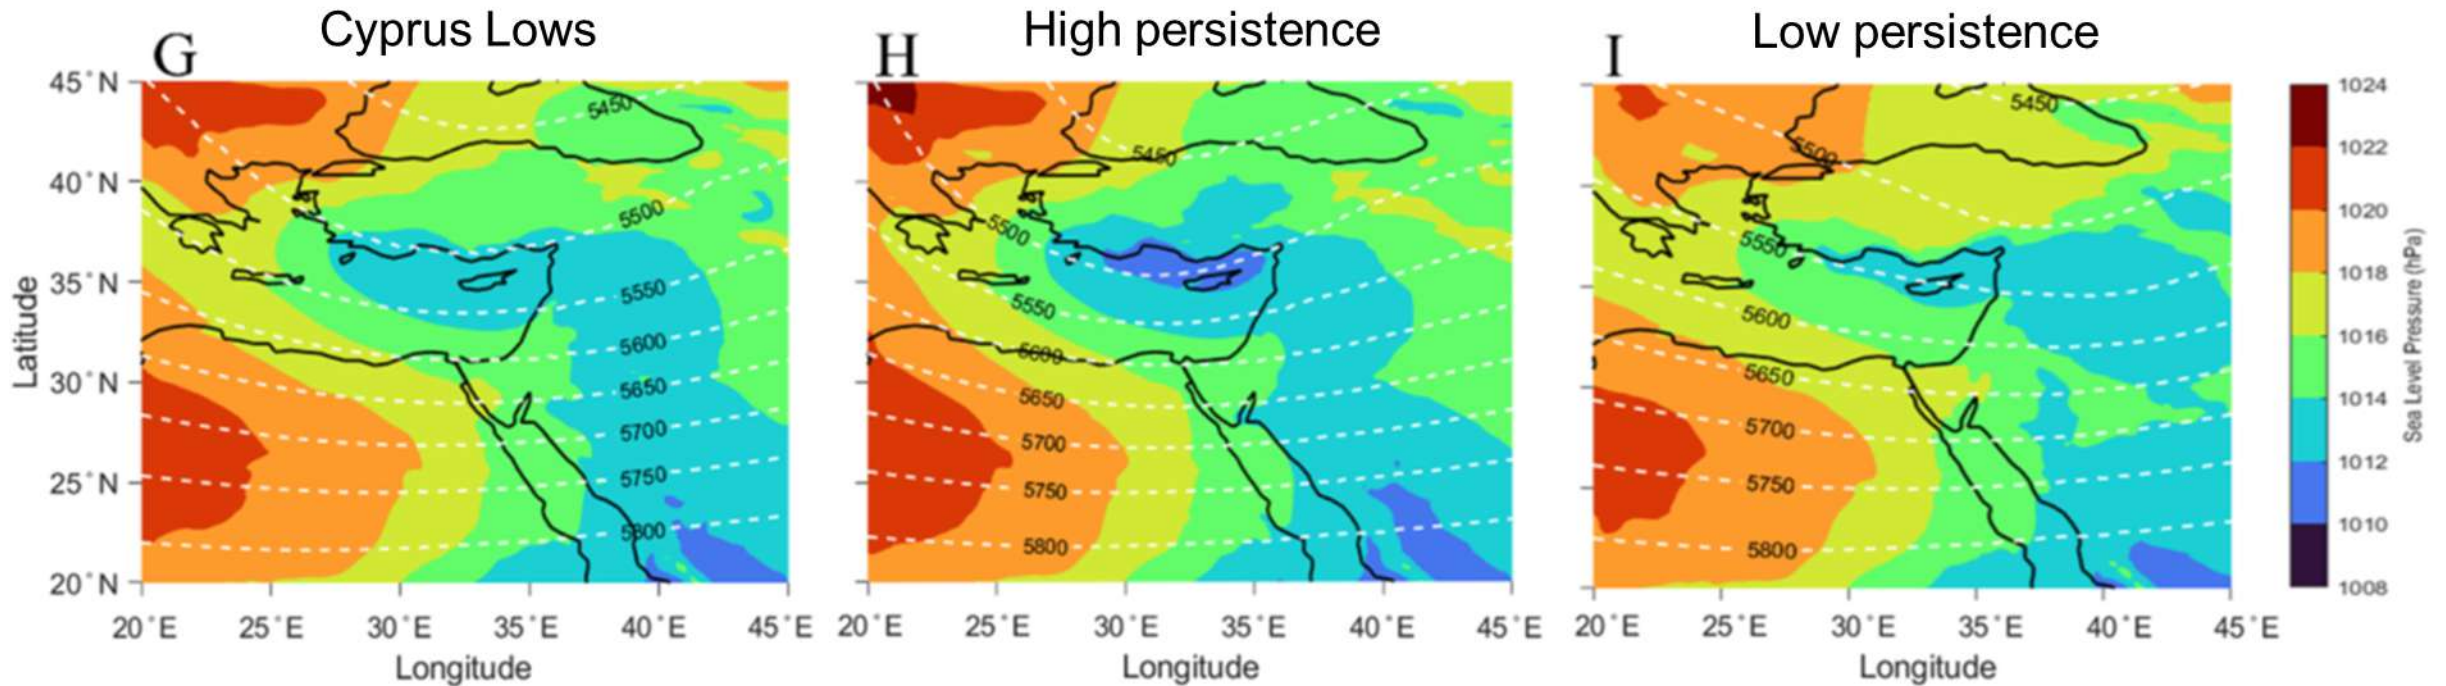 G Cyprus Lows
H High persistence
I Low persistence
45°N
40°N
35°N
30°N
25°N
20°N
Latitude
5450
5500
5550
5600
5650
5700
5750
5800
20°E 25°E 30°E 35°E 40°E 45°E
Longitude
5450
5500
5550
5600
5650
5700
5750
5800
20°E 25°E 30°E 35°E 40°E 45°E
Longitude
5450
5500
5550
5600
5650
5700
5750
5800
20°E 25°E 30°E 35°E 40°E 45°E
Longitude
1024
1022
1020
1018
1016
1014
1012
1010
1008
Sea Level Pressure (hPa)